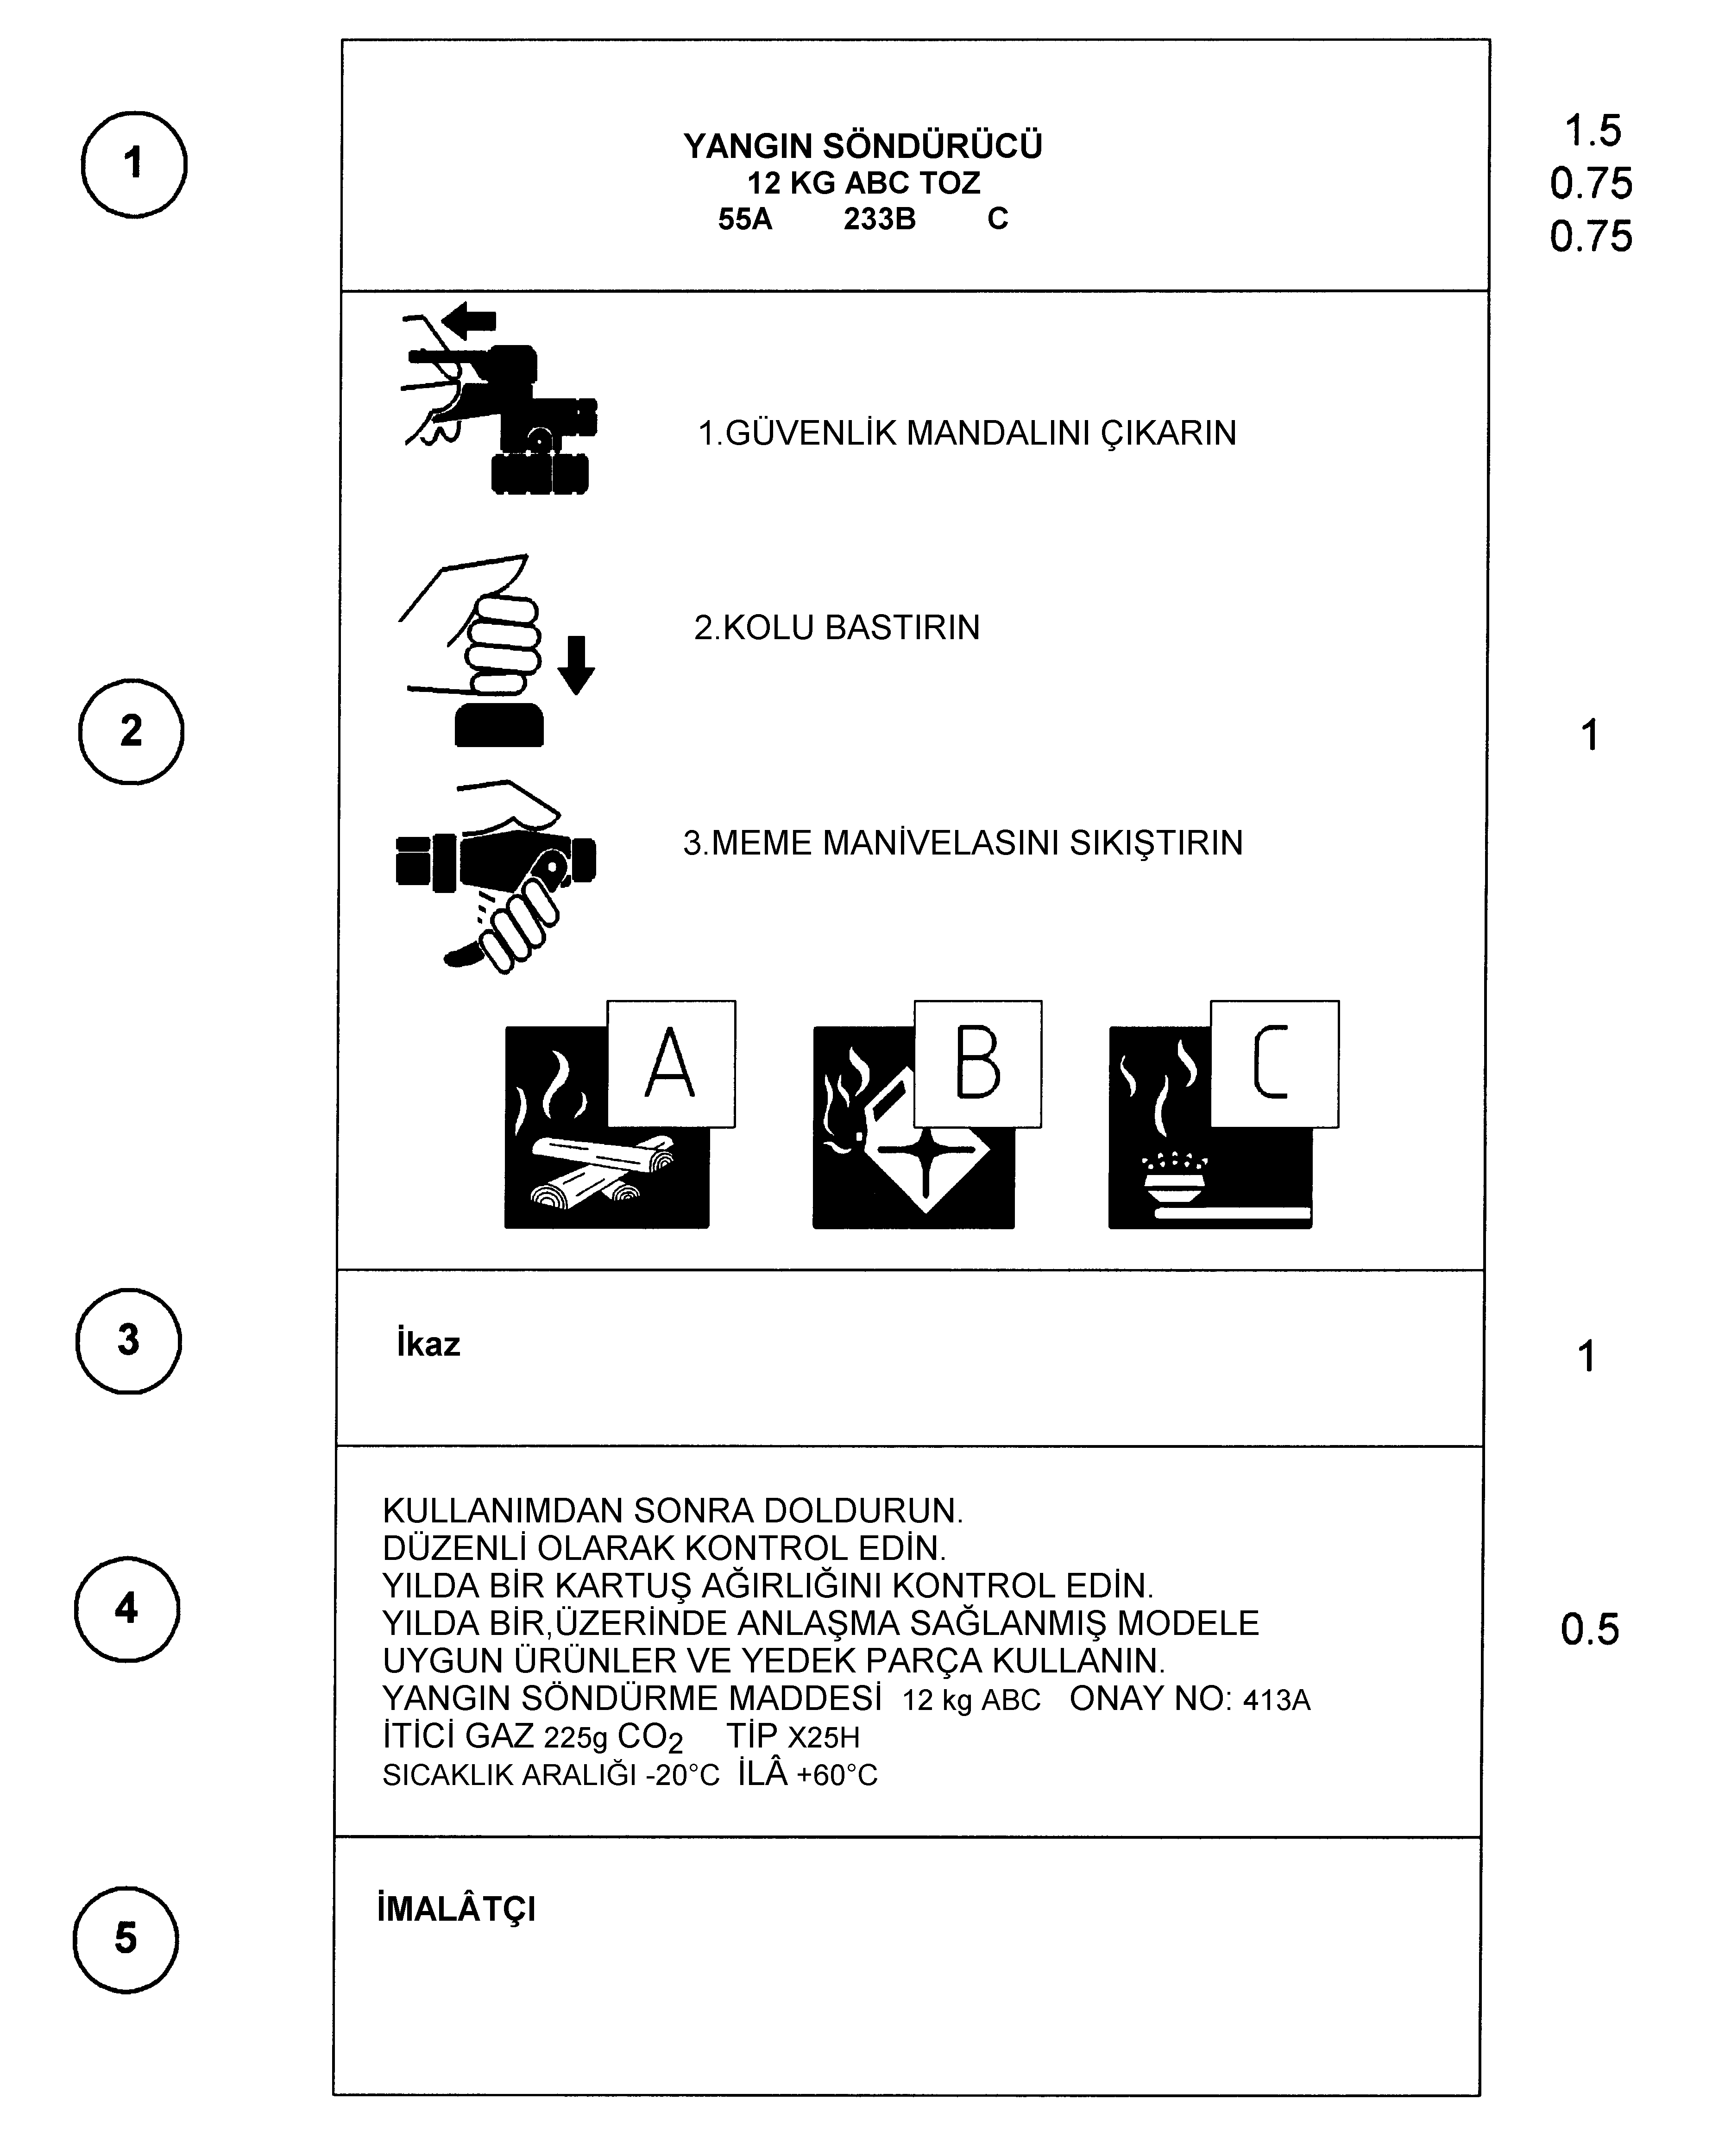 1
YANGIN SÖNDÜRÜCÜ
12 KG ABC TOZ
55A 233B C
1.5
0.75
0.75
1.GÜVENLİK MANDALINI ÇIKARIN
2
2.KOLU BASTIRIN
1
3.MEME MANİVELASINI SIKIŞTIRIN
A B C
3
İkaz
1
4
KULLANIMDAN SONRA DOLDURUN.
DÜZENLİ OLARAK KONTROL EDİN.
YILDA BİR KARTUŞ AĞIRLIĞINI KONTROL EDİN.
YILDA BİR,ÜZERİNDE ANLAŞMA SAĞLANMIŞ MODELE
UYGUN ÜRÜNLER VE YEDEK PARÇA KULLANIN.
YANGIN SÖNDÜRME MADDESİ 12 kg ABC ONAY NO: 413A
İTİCİ GAZ 225g CO₂ TİP X25H
SICAKLIK ARALIĞI -20°C İLÂ +60°C
0.5
5
İMALÂTÇI